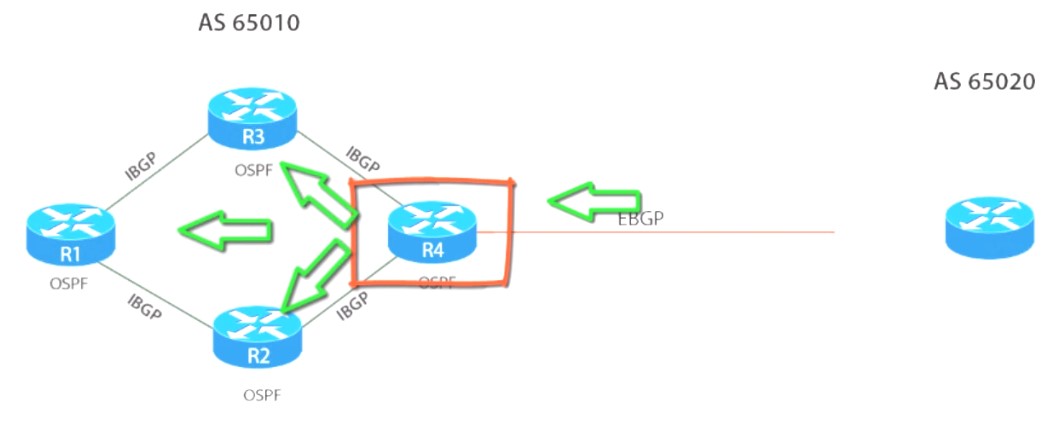 AS 65010
AS 65020
R3
IBGP
IBGP
OSPF
EBGP
R1
R4
OSPF
OSPF
IBGP
IBGP
R2
OSPF